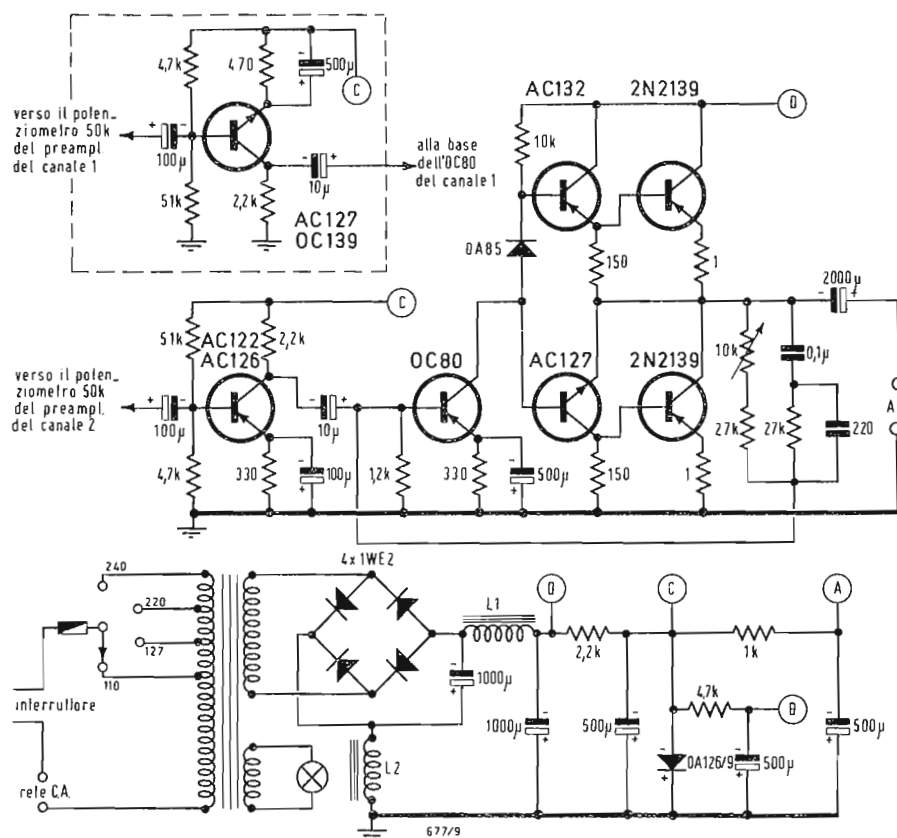 4,7k
470
500µ
C
verso il poten_
ziometro 50k
del preampl.
del canale 1
100µ
51k
2,2k
10µ
AC127
OC139
alla base
dell'OC80
del canale 1
AC132
2N2139
D
10k
OA85
150
1
2000µ
C
51k
2,2k
AC122
AC126
OC80
AC127
2N2139
10k
0,1µ
verso il poten_
ziometro 50k
del preampl.
del canale 2
100µ
10µ
27k
27k
220
A
4,7k
330
100µ
1,2k
330
500µ
150
1
240
220
127
110
interruttore
rete C.A.
4x1WE2
L1
D
C
A
2,2k
1k
1000µ
4,7k
B
1000µ
500µ
OA126/9
500µ
500µ
L2
677/9